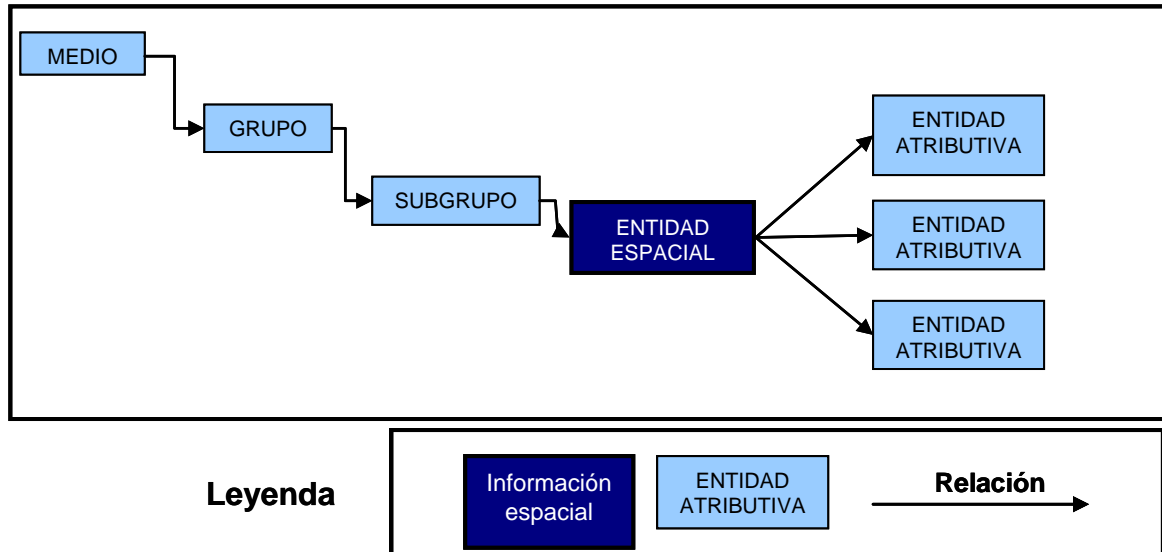 MEDIO
GRUPO
SUBGRUPO
ENTIDAD
ESPACIAL
ENTIDAD
ATRIBUTIVA
ENTIDAD
ATRIBUTIVA
ENTIDAD
ATRIBUTIVA
Leyenda
Información
espacial
ENTIDAD
ATRIBUTIVA
Relación